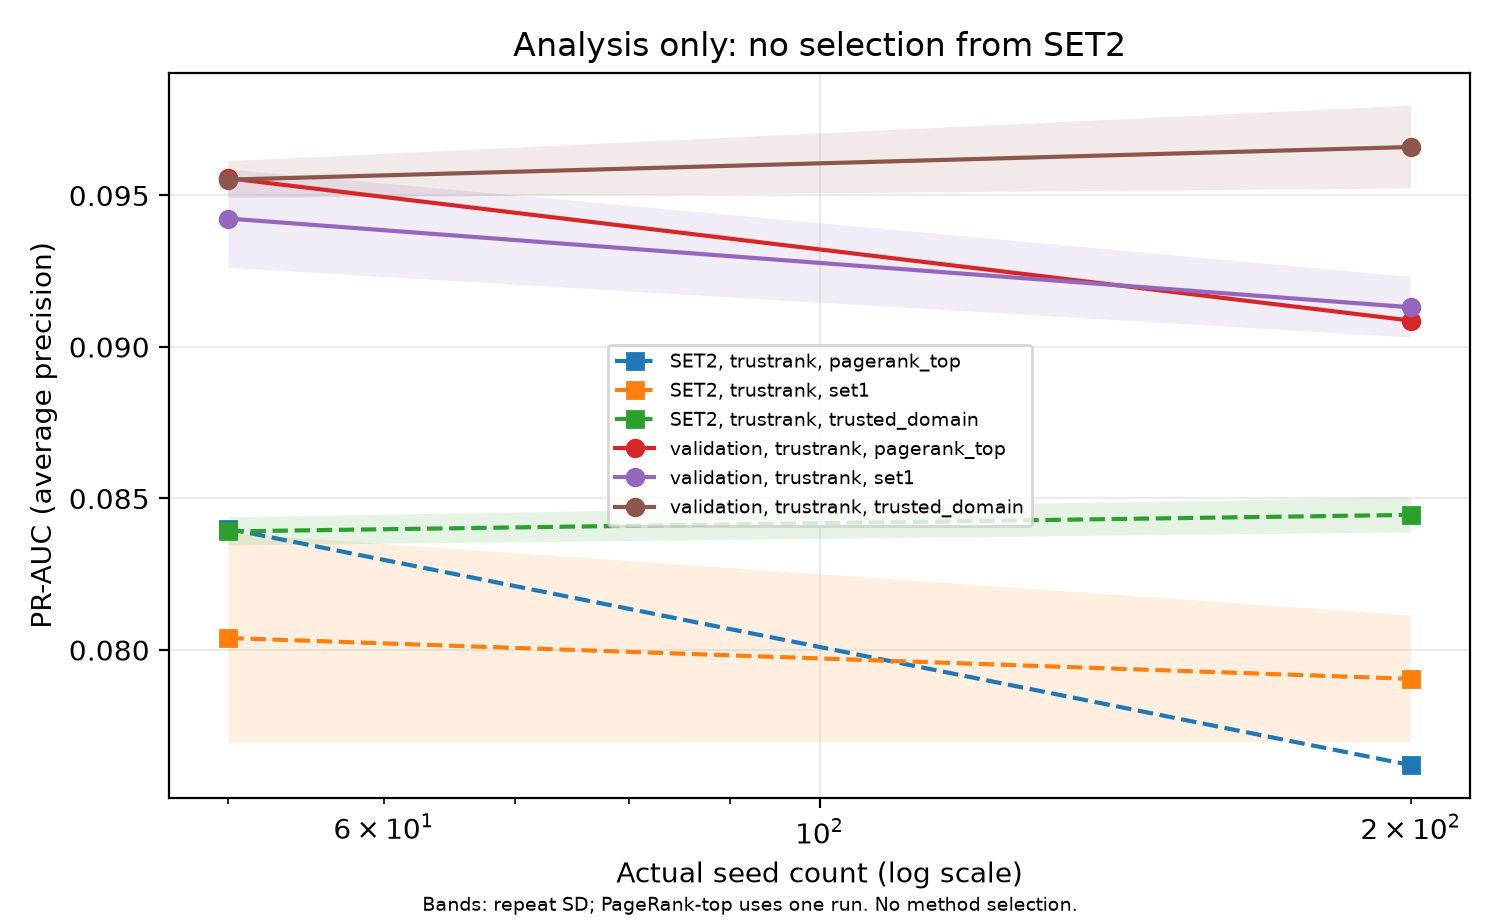 Analysis only: no selection from SET2
PR-AUC (average precision)
0.095
0.090
0.085
0.080
SET2, trustrank, pagerank_top
SET2, trustrank, set1
SET2, trustrank, trusted_domain
validation, trustrank, pagerank_top
validation, trustrank, set1
validation, trustrank, trusted_domain
6 × 10¹
10²
2 × 10²
Actual seed count (log scale)
Bands: repeat SD; PageRank-top uses one run. No method selection.